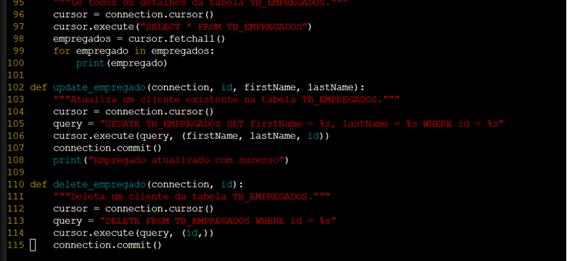 95     """Lê todos os detalhes da tabela TB_EMPREGADOS."""
96     cursor = connection.cursor()
97     cursor.execute("SELECT * FROM TB_EMPREGADOS")
98     empregados = cursor.fetchall()
99     for empregado in empregados:
100         print(empregado)
101
102 def update_empregado(connection, id, firstName, lastName):
103     """Atualiza um cliente existente na tabela TB_EMPREGADOS."""
104     cursor = connection.cursor()
105     query = "UPDATE TB_EMPREGADOS SET firstName = %s, lastName = %s WHERE id = %s"
106     cursor.execute(query, (firstName, lastName, id))
107     connection.commit()
108     print("Empregado atualizado com sucesso")
109
110 def delete_empregado(connection, id):
111     """Deleta um cliente da tabela TB_EMPREGADOS."""
112     cursor = connection.cursor()
113     query = "DELETE FROM TB_EMPREGADOS WHERE id = %s"
114     cursor.execute(query, (id,))
115     connection.commit()